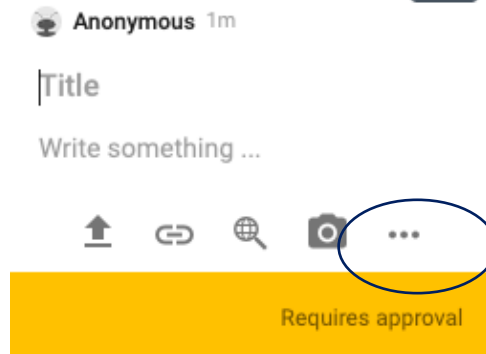 Anonymous 1m
Title
Write something ...
Requires approval